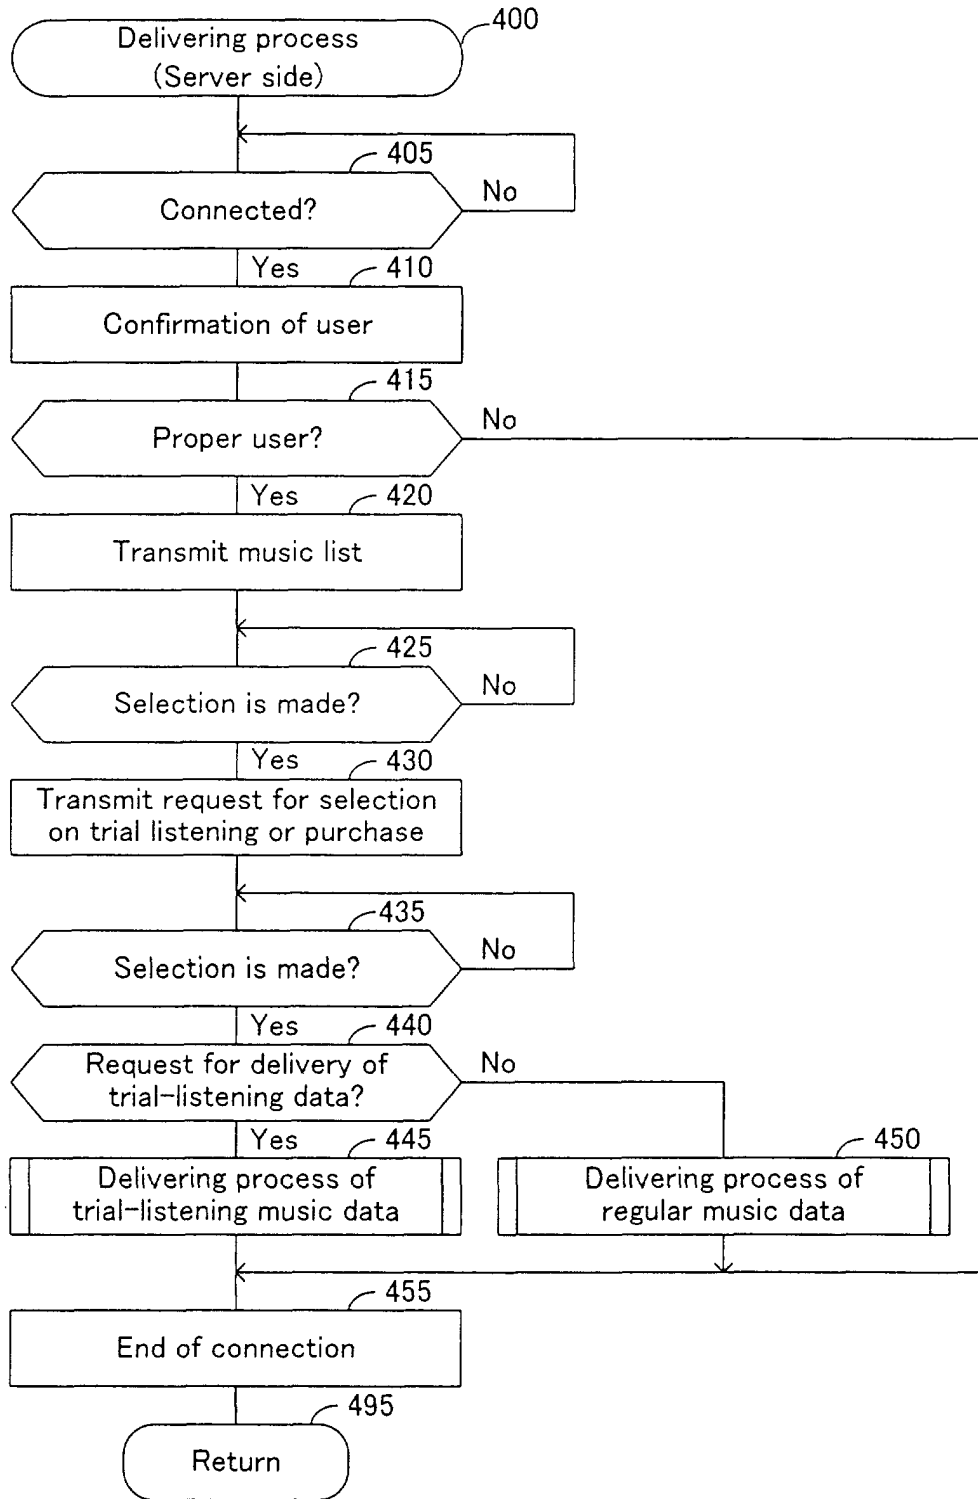 400
Delivering process
(Server side)
405
Connected?
No
Yes
410
Confirmation of user
415
Proper user?
No
Yes
420
Transmit music list
425
Selection is made?
No
Yes
430
Transmit request for selection
on trial listening or purchase
435
Selection is made?
No
Yes
440
Request for delivery of
trial-listening data?
No
Yes
445
Delivering process of
trial-listening music data
450
Delivering process of
regular music data
455
End of connection
495
Return